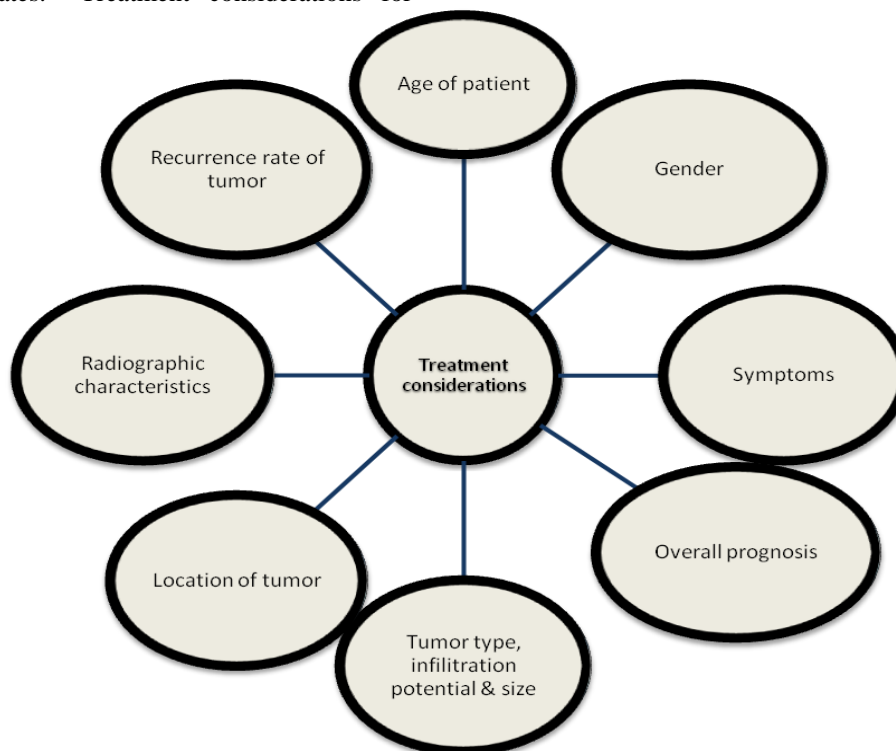 Treatment considerations for
Age of patient
Recurrence rate of
tumor
Gender
Radiographic
characteristics
Treatment
considerations
Symptoms
Location of tumor
Overall prognosis
Tumor type,
infilitration
potential & size